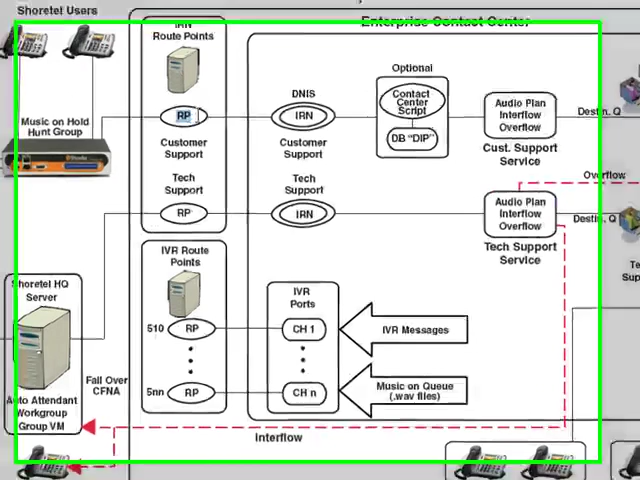 Shoretel Users
IRN
Route Points
Enterprise Contact Center
Optional
Music on Hold
Hunt Group
RP
Customer
Support
DNIS
IRN
Customer
Support
Contact
Center
Script
DB "DIP"
Audio Plan
Interflow
Overflow
Cust. Support
Service
Destin. Q
Tech
Support
RP
Tech
Support
IRN
Audio Plan
Interflow
Overflow
Tech Support
Service
Overflow
Destin. Q
IVR Route
Points
Shoretel HQ
Server
IVR
Ports
510
RP
CH 1
IVR Messages
5nn
RP
CH n
Music on Queue
(.wav files)
Fail Over
CFNA
Auto Attendant
Workgroup
Group VM
Interflow